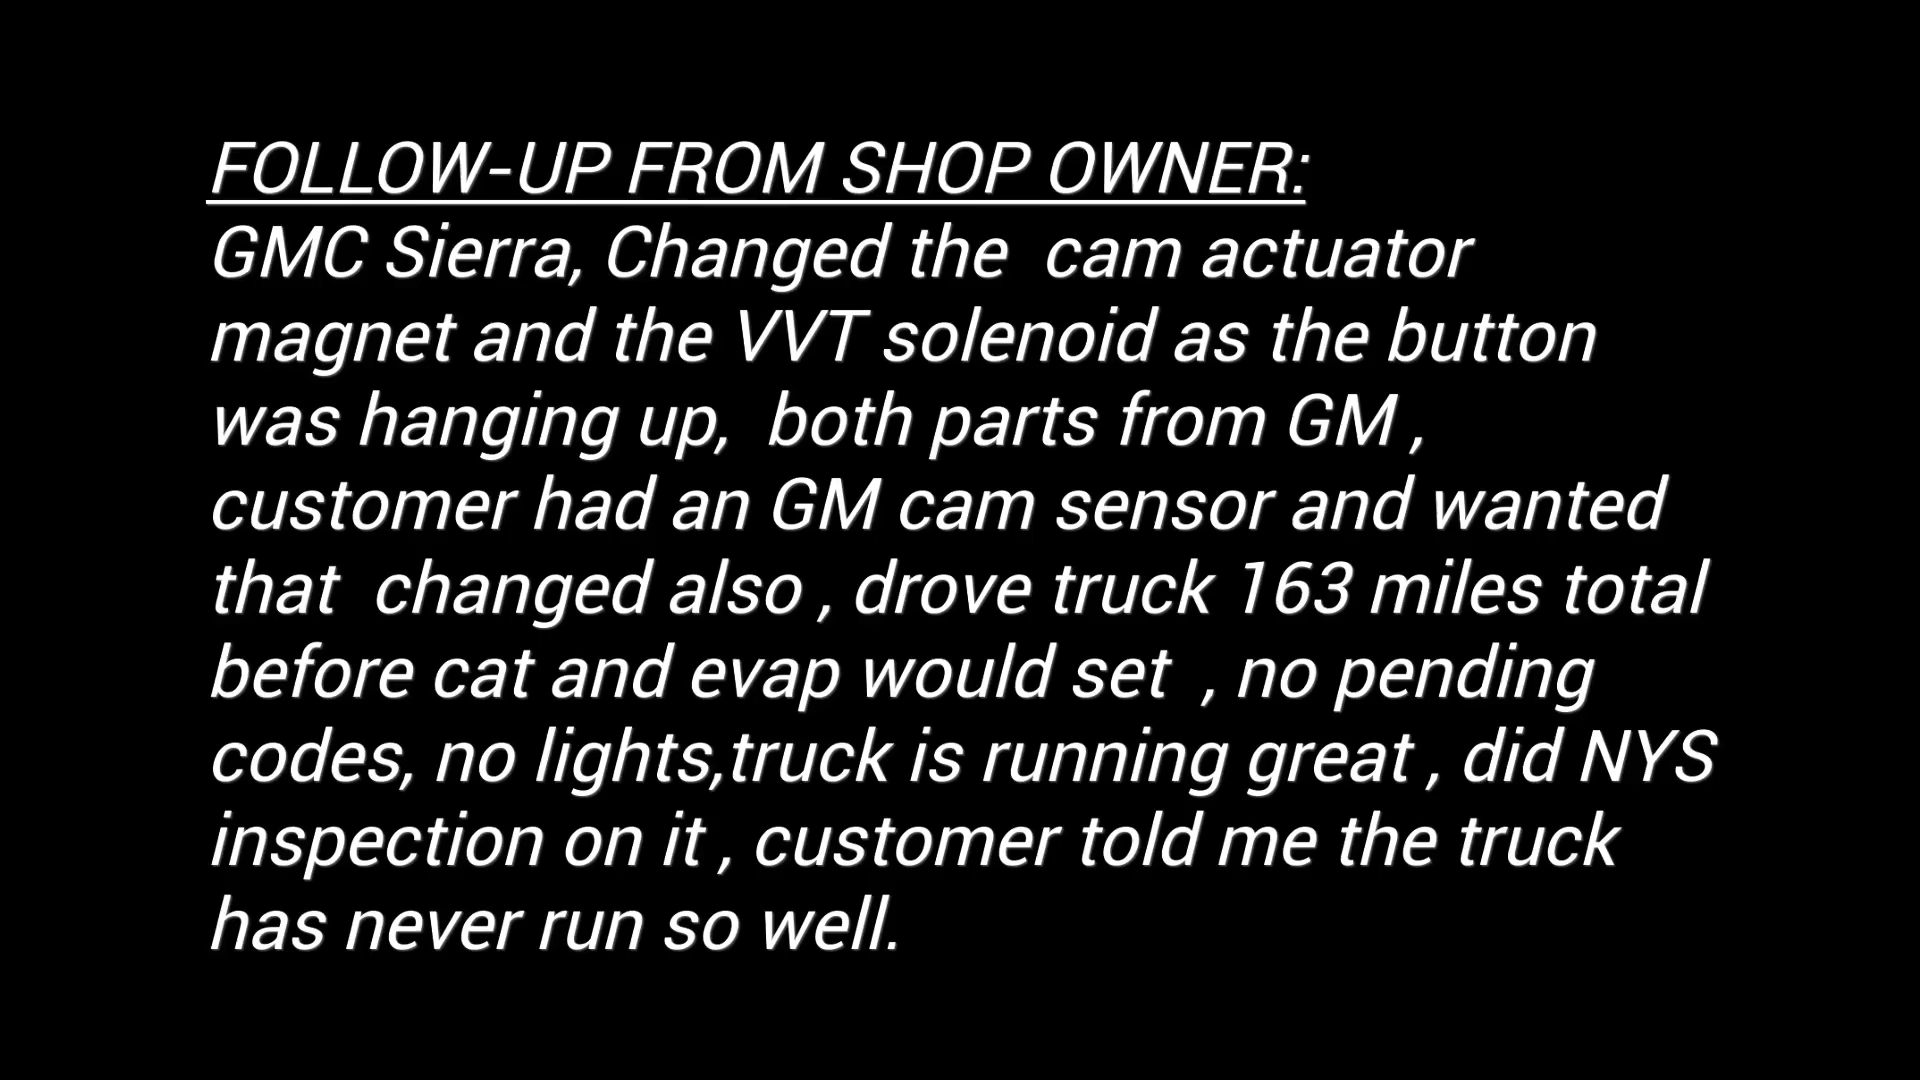 FOLLOW-UP FROM SHOP OWNER:
GMC Sierra, Changed the  cam actuator
magnet and the VVT solenoid as the button
was hanging up,  both parts from GM ,
customer had an GM cam sensor and wanted
that  changed also , drove truck 163 miles total
before cat and evap would set  , no pending
codes, no lights,truck is running great , did NYS
inspection on it , customer told me the truck
has never run so well.